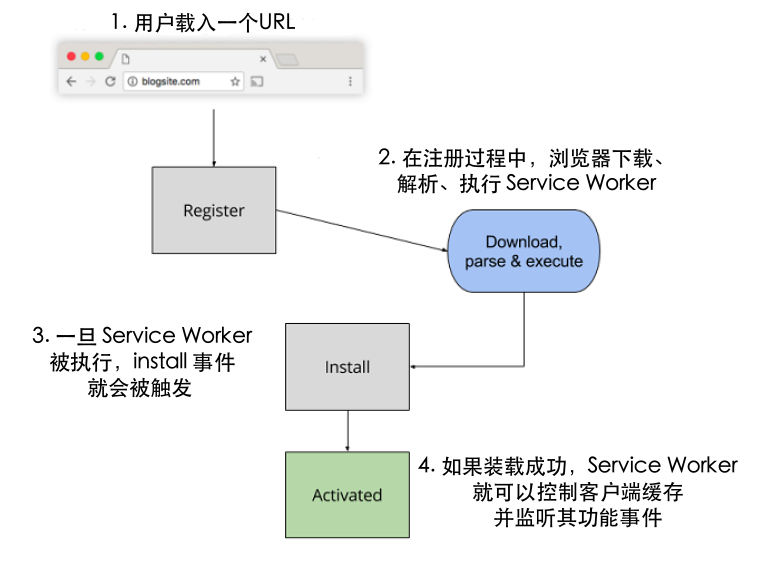 1. 用户载入一个URL
blogsite.com
2. 在注册过程中，浏览器下载、
解析、执行 Service Worker
Register
Download,
parse & execute
3. 一旦 Service Worker
被执行，install 事件
就会被触发
Install
4. 如果装载成功，Service Worker
就可以控制客户端缓存
并监听其功能事件
Activated